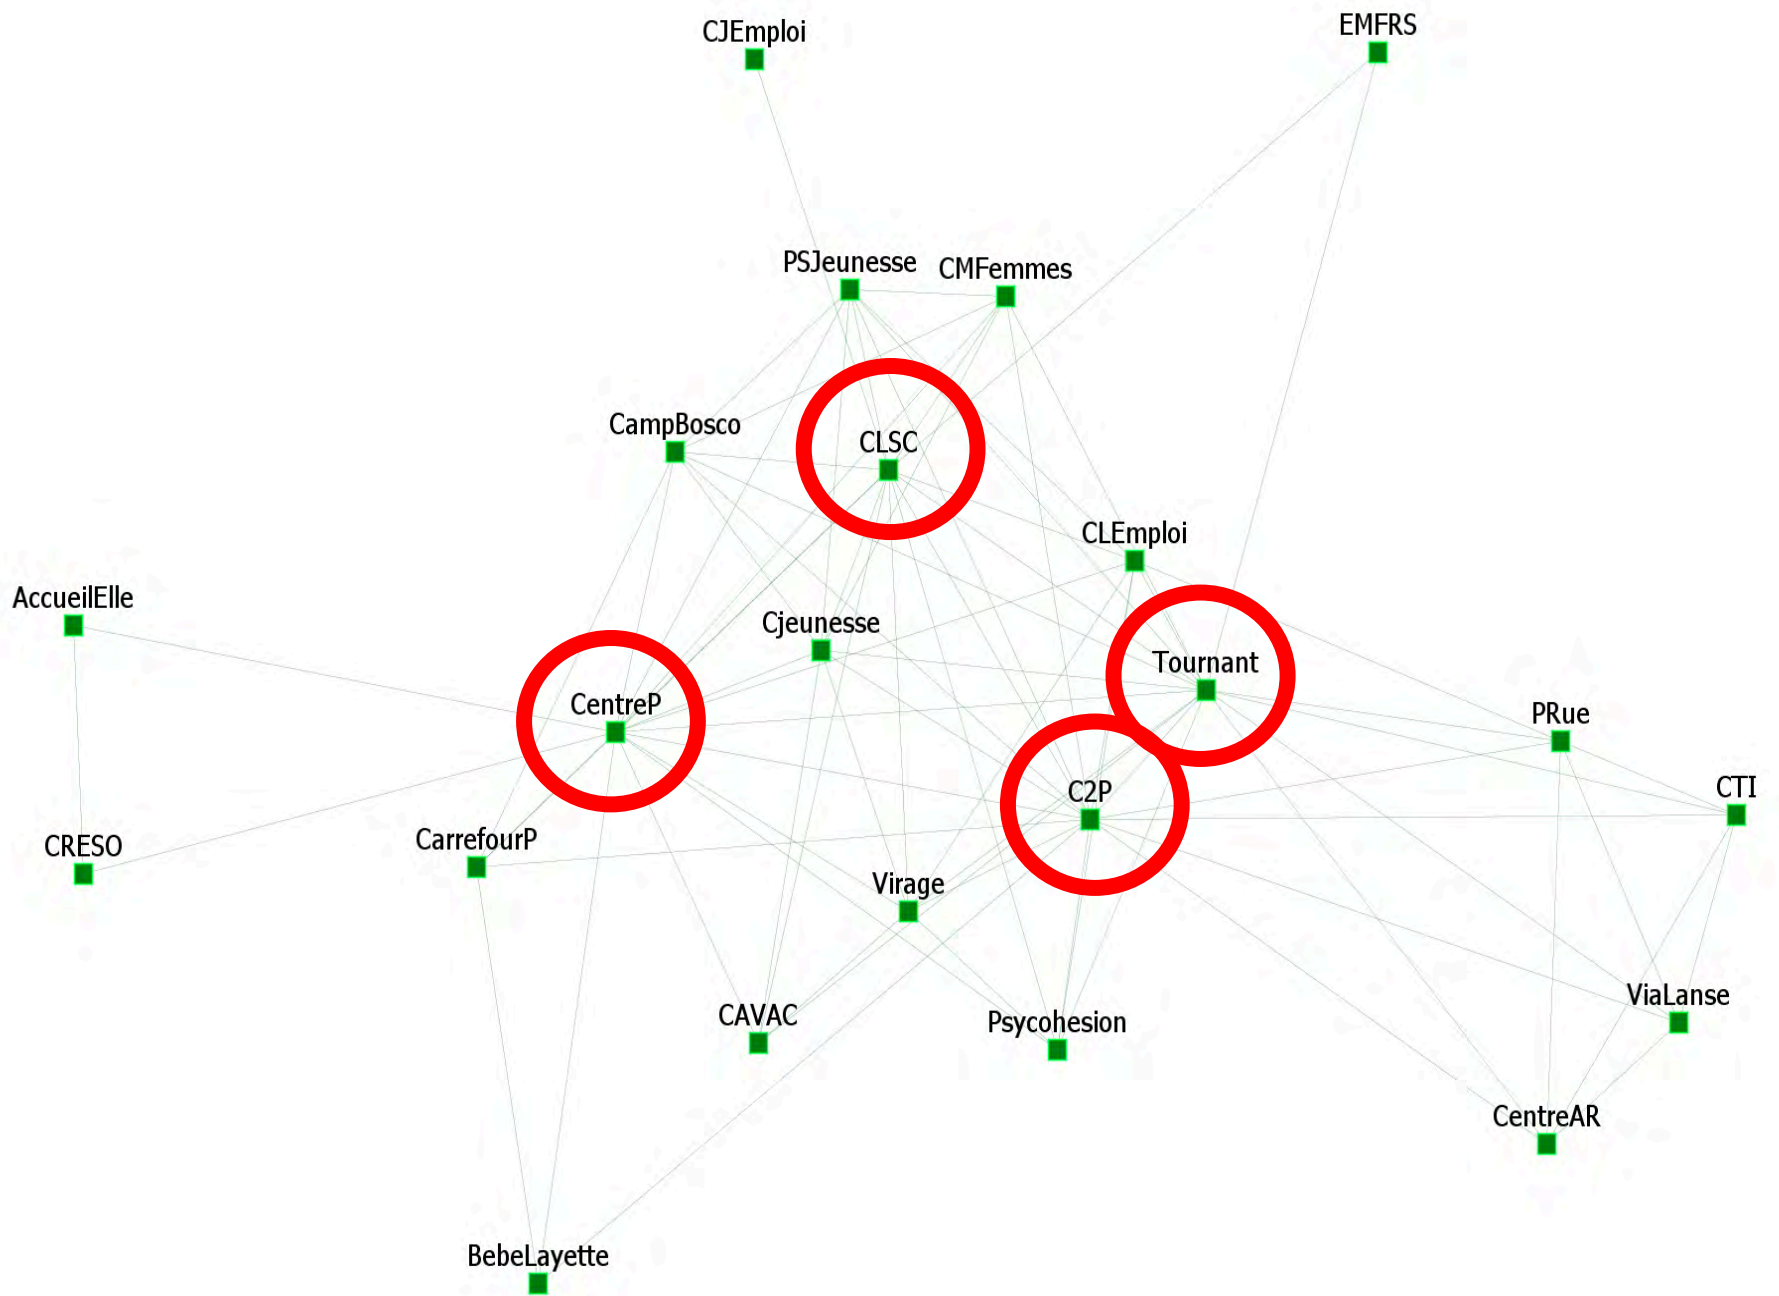 CJEmploi
EMFRS
PSJeunesse
CMFemmes
CampBosco
CLSC
CLEmploi
AccueilElle
Cjeunesse
Tournant
CentreP
PRue
C2P
CTI
CRESO
CarrefourP
Virage
ViaLanse
CAVAC
Psycohesion
CentreAR
BebeLayette